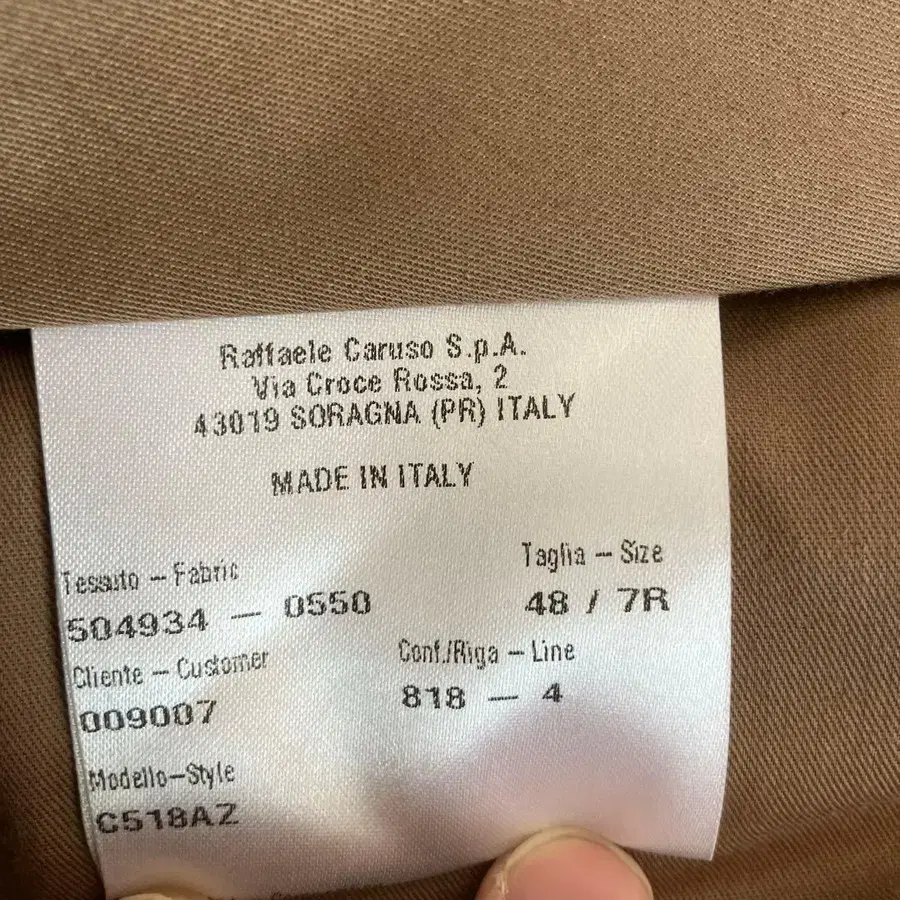 Raffaele Caruso S.p.A.
Via Croce Rossa, 2
43019 SORAGNA (PR) ITALY
MADE IN ITALY
Tessuto – Fabric
504934 – 0550
Taglia – Size
48 / 7R
Cliente – Customer
009007
Conf./Riga – Line
818 – 4
Modello–Style
C518AZ